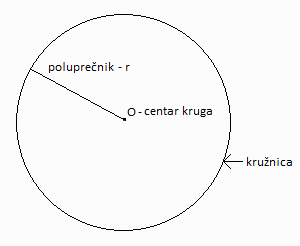 poluprečnik - r
O - centar kruga
kružnica